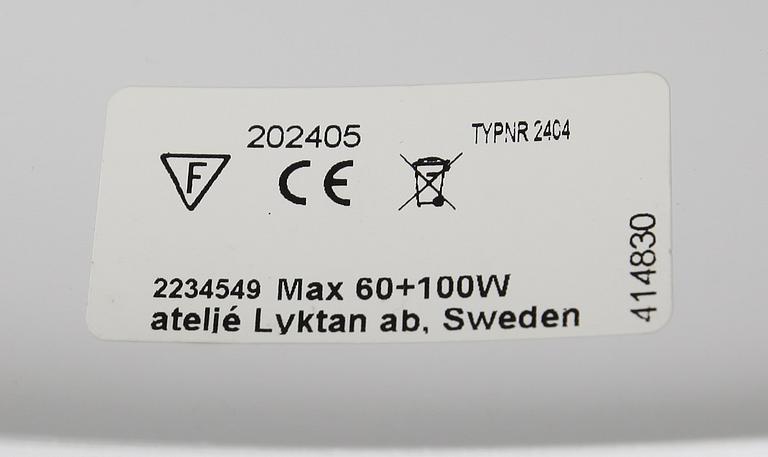 202405
TYPNR 2404
F
CE
2234549 Max 60+100W
ateljé Lyktan ab, Sweden
414830